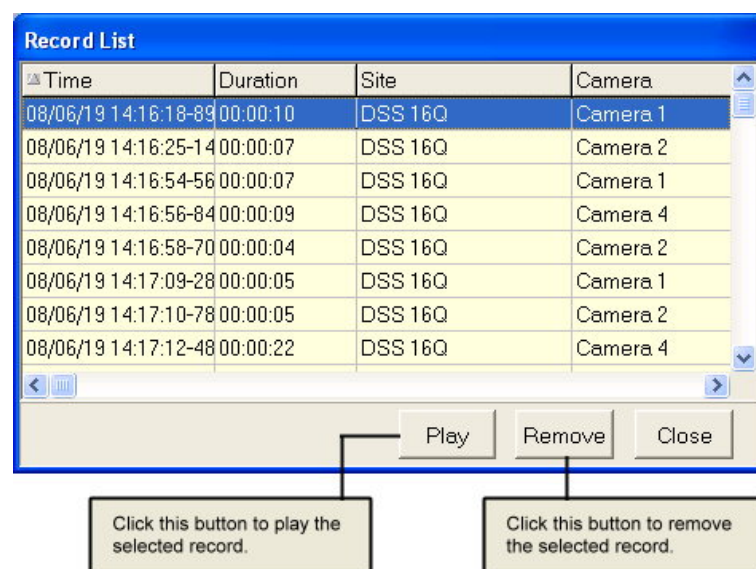 Record List
Time Duration Site Camera
08/06/19 14:16:18-89 00:00:10 DSS 16Q Camera 1
08/06/19 14:16:25-14 00:00:07 DSS 16Q Camera 2
08/06/19 14:16:54-56 00:00:07 DSS 16Q Camera 1
08/06/19 14:16:56-84 00:00:09 DSS 16Q Camera 4
08/06/19 14:16:58-70 00:00:04 DSS 16Q Camera 2
08/06/19 14:17:09-28 00:00:05 DSS 16Q Camera 1
08/06/19 14:17:10-78 00:00:05 DSS 16Q Camera 2
08/06/19 14:17:12-48 00:00:22 DSS 16Q Camera 4
Play Remove Close
Click this button to play the
selected record.
Click this button to remove
the selected record.